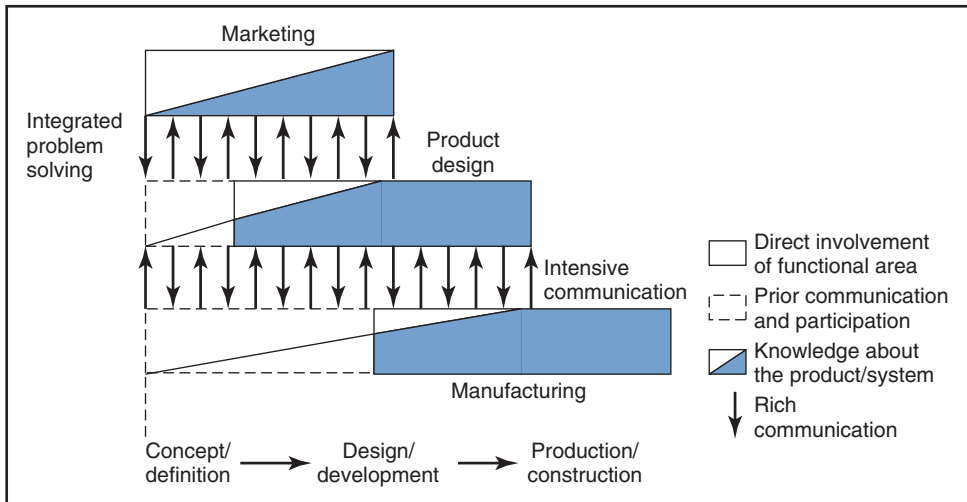 Marketing
Integrated
problem
solving
Product
design
Intensive
communication
Manufacturing
Concept/
definition
Design/
development
Production/
construction
Direct involvement
of functional area
Prior communication
and participation
Knowledge about
the product/system
Rich
communication